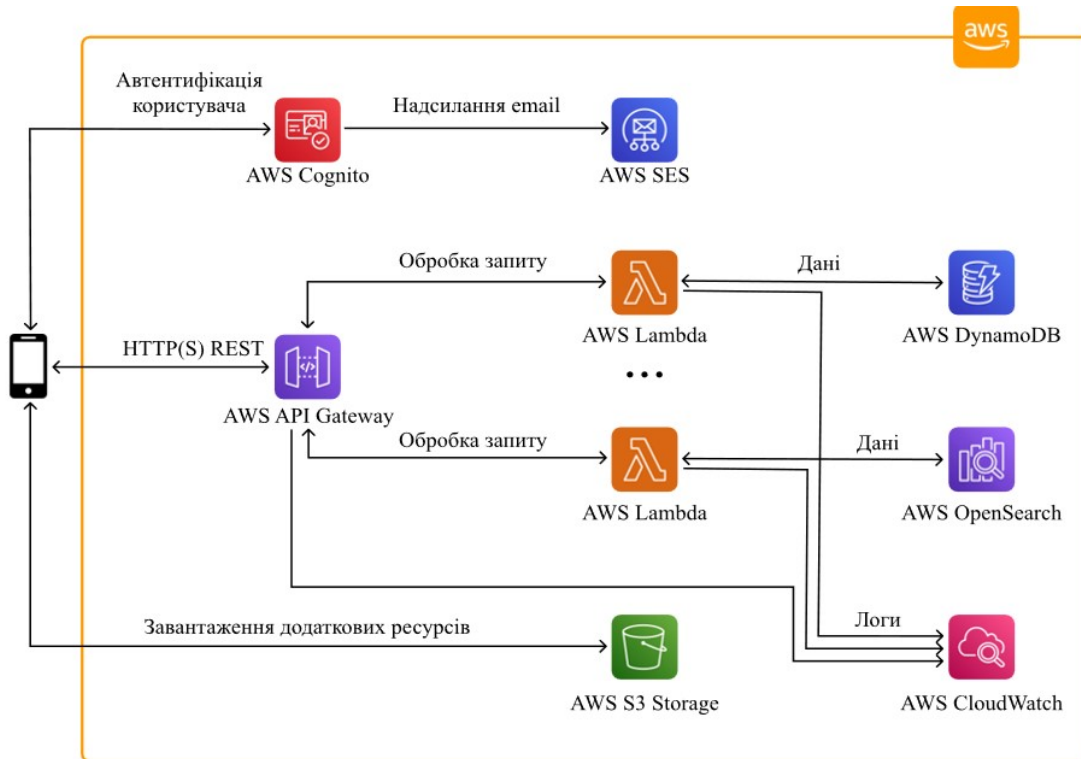 aws
Автентифікація
користувача
Надсилання email
AWS Cognito
AWS SES
Обробка запиту
Дані
AWS Lambda
AWS DynamoDB
HTTP(S) REST
...
AWS API Gateway
Обробка запиту
Дані
AWS Lambda
AWS OpenSearch
Завантаження додаткових ресурсів
Логи
AWS S3 Storage
AWS CloudWatch